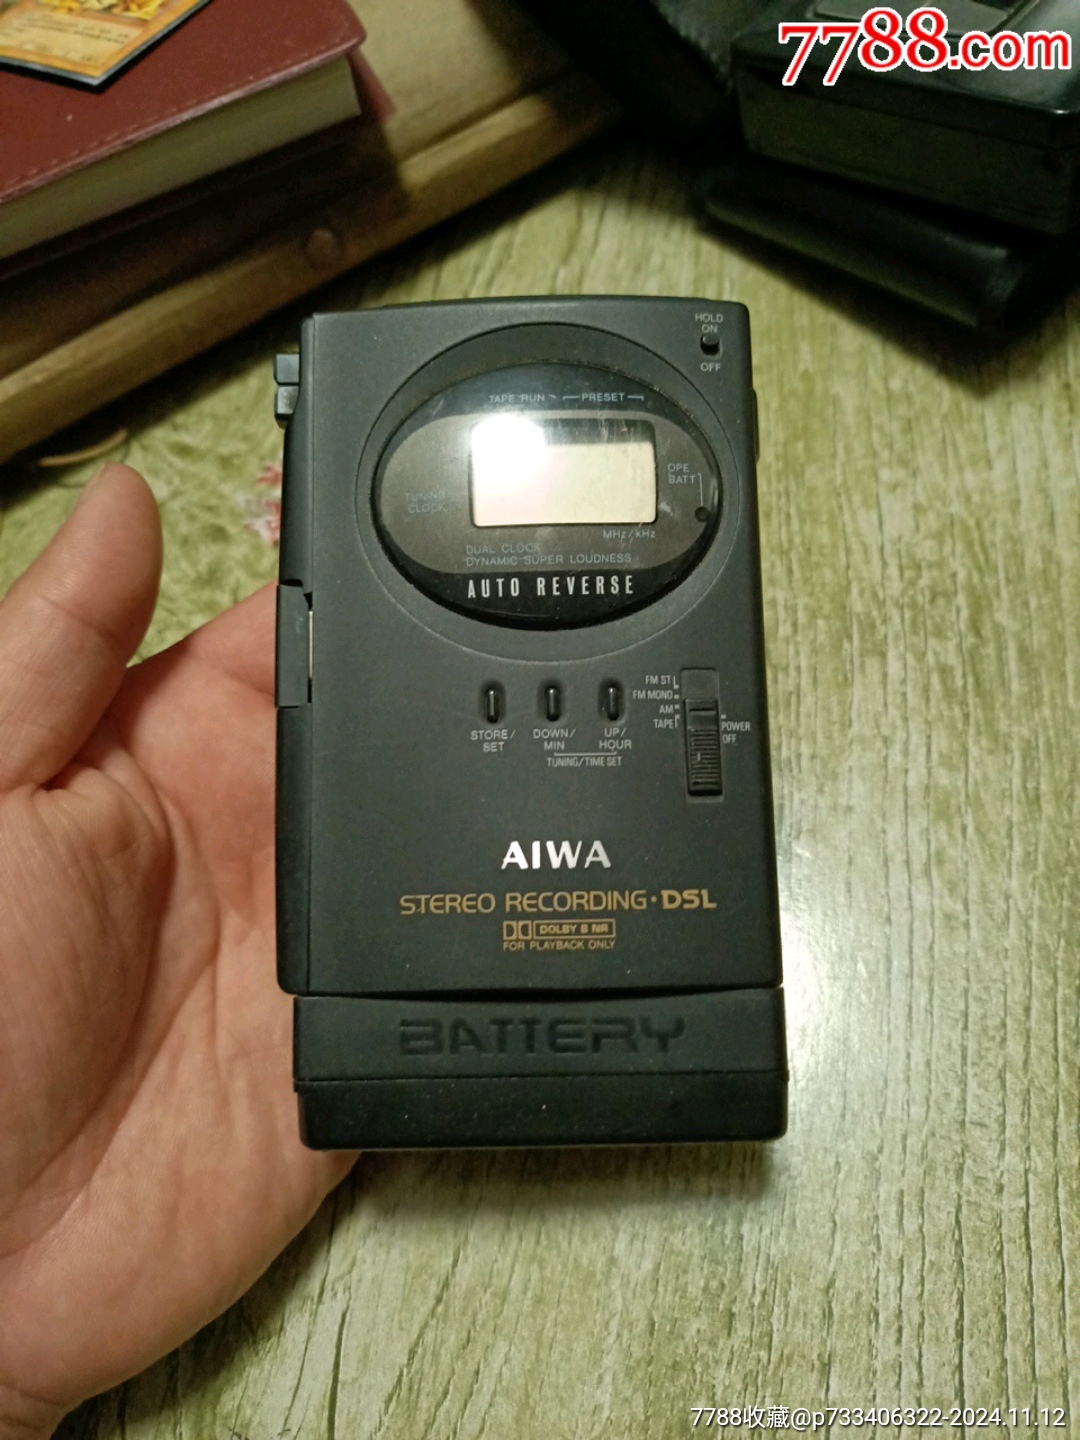 7788.com
HOLD
ON
OFF
TAPE RUN PRESET
OPE
BATT
TUNING
CLOCK
MHz/kHz
DUAL CLOCK
DYNAMIC SUPER LOUDNESS
AUTO REVERSE
FM ST
FM MONO
AM
TAPE
POWER
OFF
STORE/
SET
DOWN/
MIN
UP/
HOUR
TUNING/TIME SET
AIWA
STEREO RECORDING·DSL
DOLBY B NR
FOR PLAYBACK ONLY
BATTERY
7788收藏@p733406322-2024.11.12